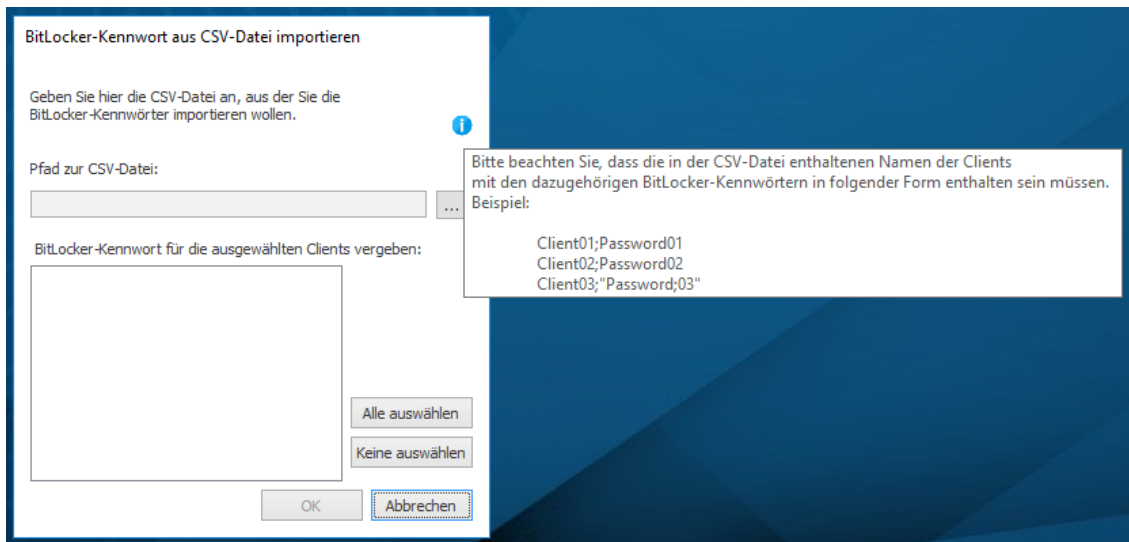 BitLocker-Kennwort aus CSV-Datei importieren
Geben Sie hier die CSV-Datei an, aus der Sie die
BitLocker-Kennwörter importieren wollen.
i
Pfad zur CSV-Datei:
...
Bitte beachten Sie, dass die in der CSV-Datei enthaltenen Namen der Clients
mit den dazugehörigen BitLocker-Kennwörtern in folgender Form enthalten sein müssen.
Beispiel:
Client01;Password01
Client02;Password02
Client03;"Password;03"
BitLocker-Kennwort für die ausgewählten Clients vergeben:
Alle auswählen
Keine auswählen
OK
Abbrechen